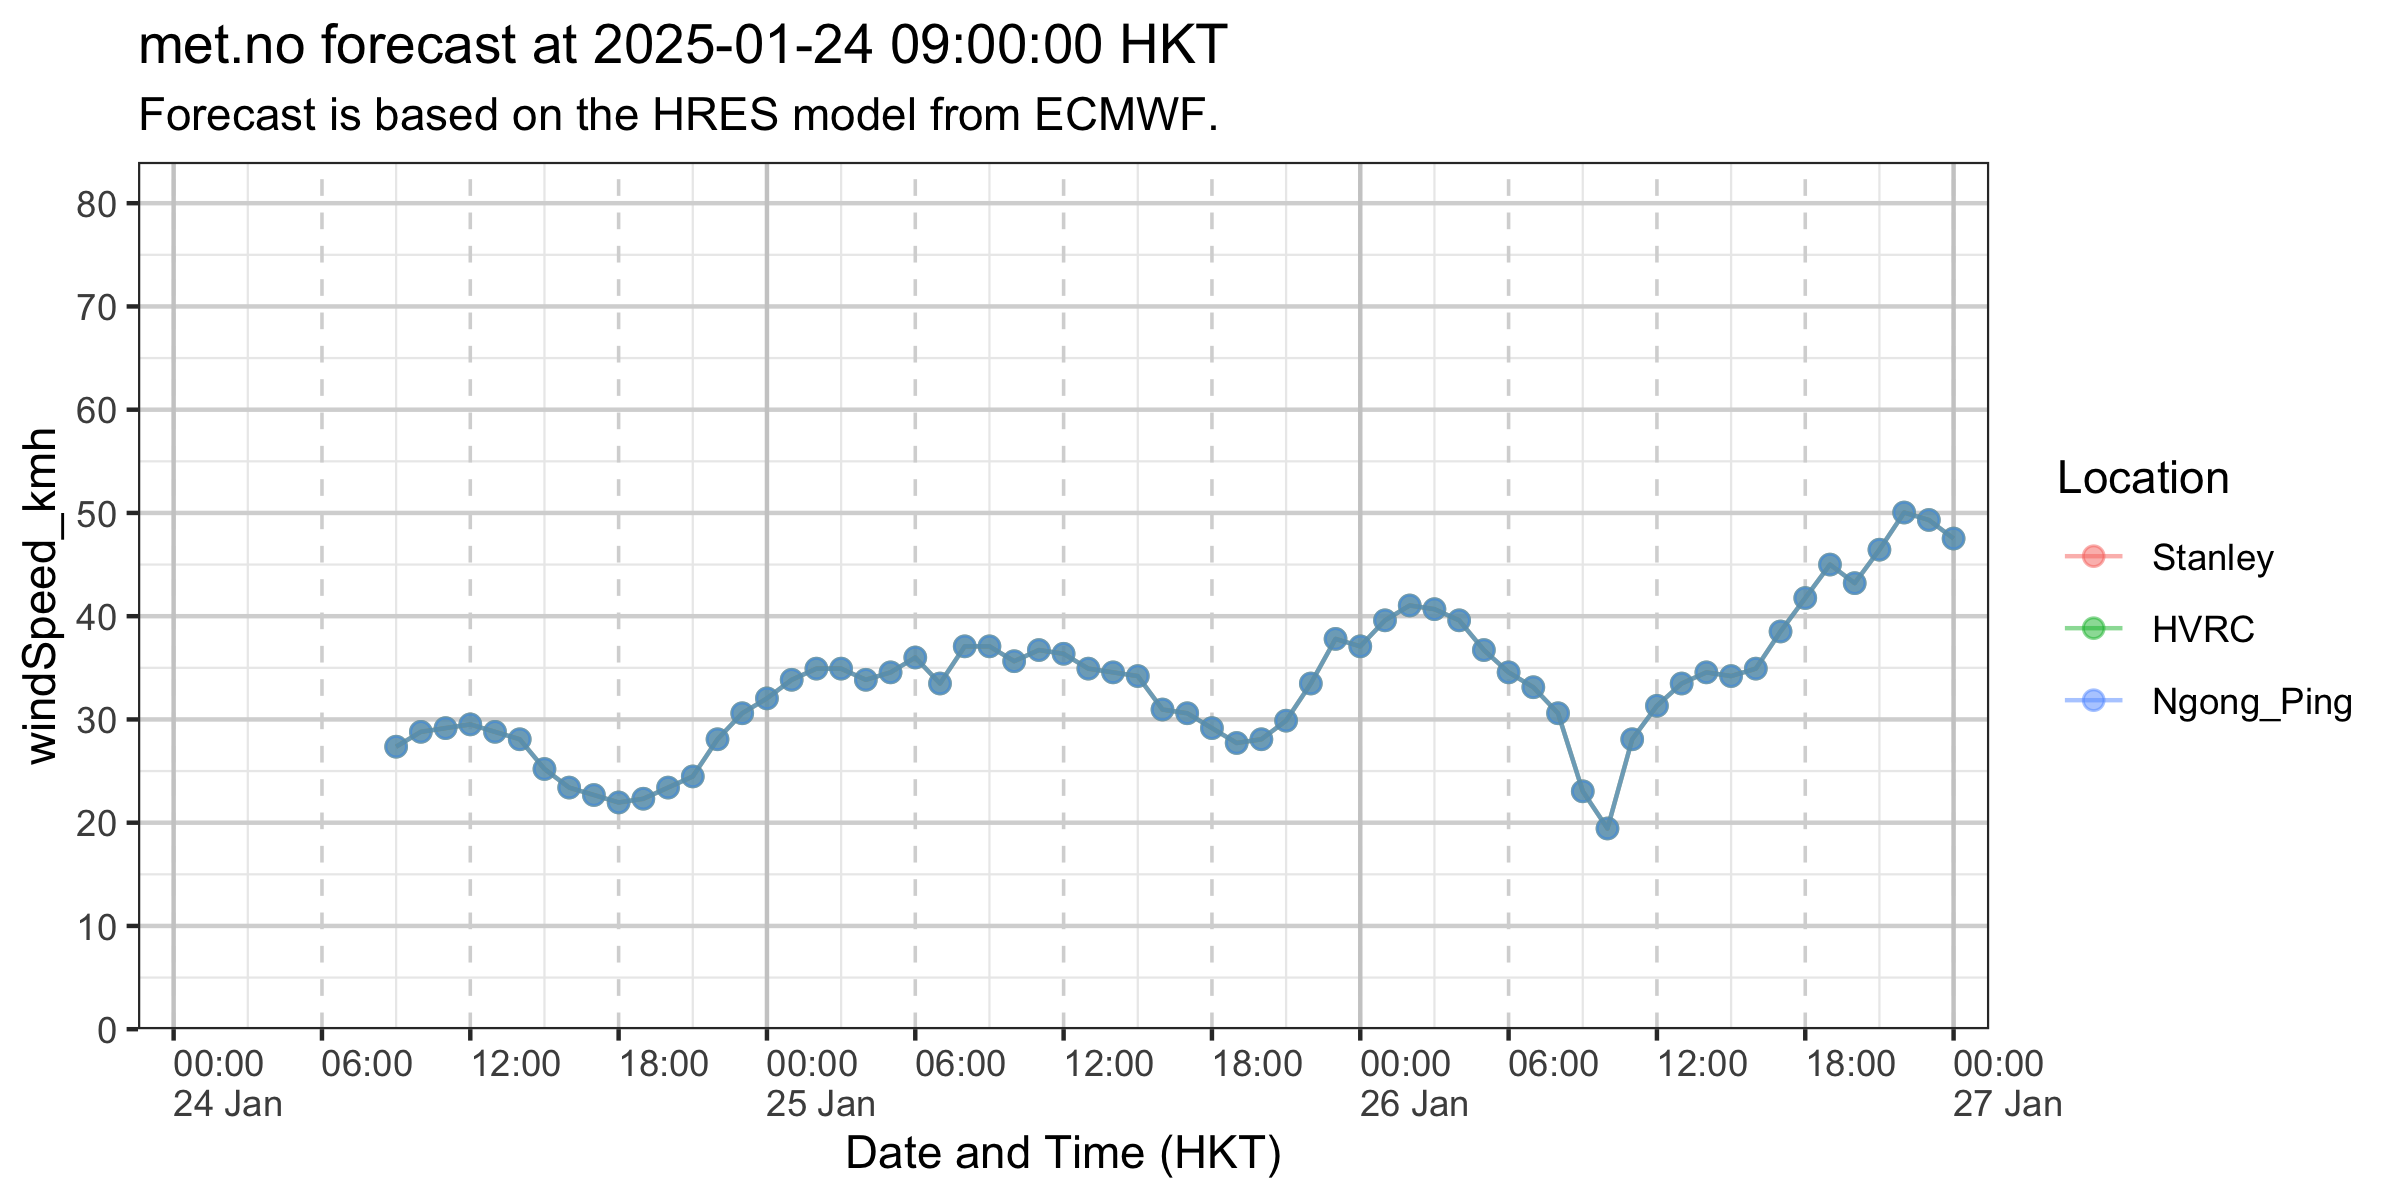 met.no forecast at 2025-01-24 09:00:00 HKT
Forecast is based on the HRES model from ECMWF.
windSpeed_kmh
80
70
60
50
40
30
20
10
0
00:00 06:00 12:00 18:00 00:00 06:00 12:00 18:00 00:00 06:00 12:00 18:00 00:00
24 Jan 25 Jan 26 Jan 27 Jan
Date and Time (HKT)
Location
Stanley
HVRC
Ngong_Ping